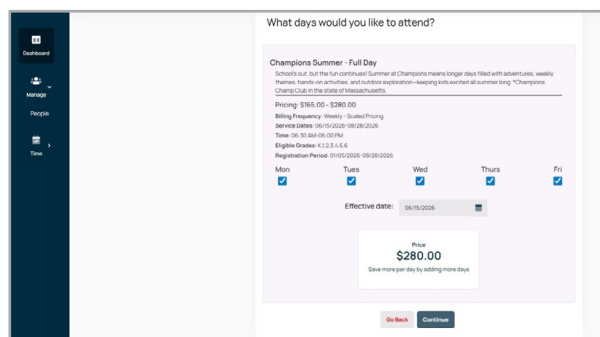 What days would you like to attend?
Dashboard
Manage
People
Time
Champions Summer - Full Day
School's out, but the fun continues! Summer at Champions means longer days filled with adventures, weekly
themes, hands-on activities, and outdoor exploration—keeping kids excited all summer long. *Champions
Champ Club in the state of Massachusetts.
Pricing: $165.00 - $280.00
Billing Frequency: Weekly - Scaled Pricing
Service Dates: 06/15/2026-08/28/2026
Time: 06:30 AM-06:00 PM
Eligible Grades: K,1,2,3,4,5,6
Registration Period: 01/05/2026-08/28/2026
Mon Tues Wed Thurs Fri
Effective date: 06/15/2026
Price
$280.00
Save more per day by adding more days
Go Back Continue